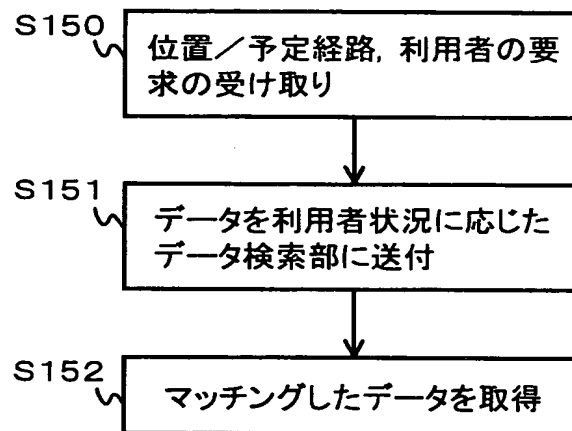 S150
位置／予定経路, 利用者の要
求の受け取り
S151
データを利用者状況に応じた
データ検索部に送付
S152
マッチングしたデータを取得